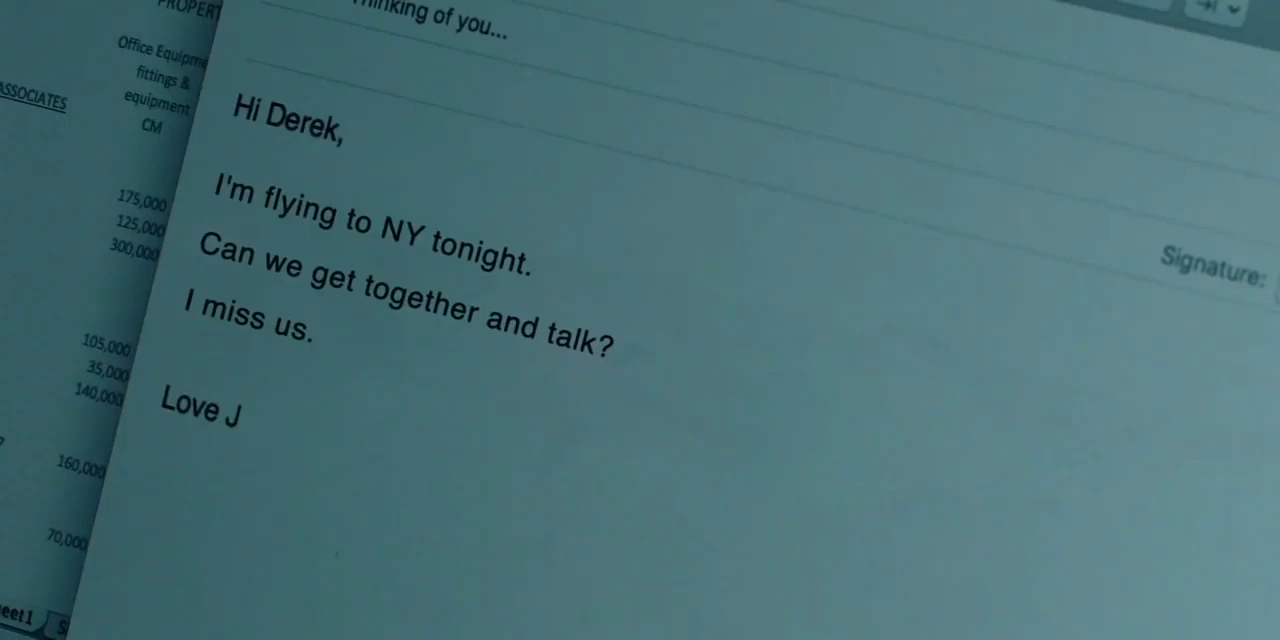 PROPERT
Office Equipme
fittings &
equipment
CM
ASSOCIATES
175,000
125,000
300,000
105,000
35,000
140,000
160,000
70,000
eet1
S
Thinking of you...
Hi Derek,
I'm flying to NY tonight.
Can we get together and talk?
I miss us.
Love J
Signature: